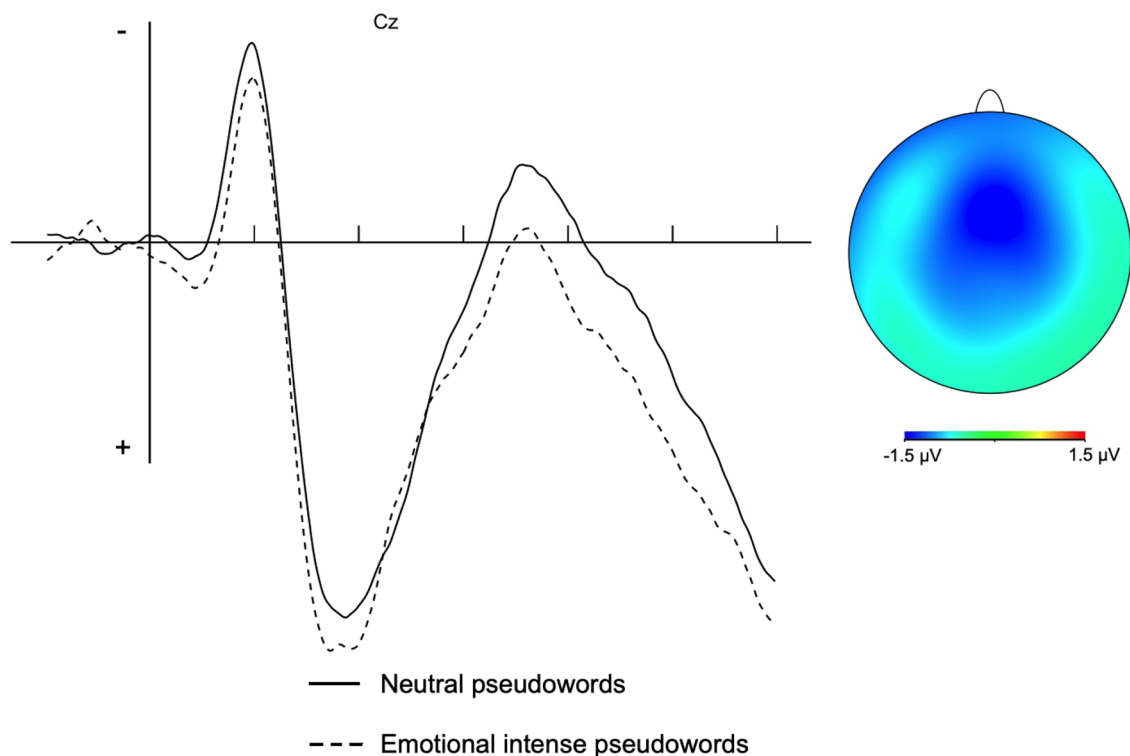 Cz
-
+
-1.5 µV 1.5 µV
Neutral pseudowords
Emotional intense pseudowords